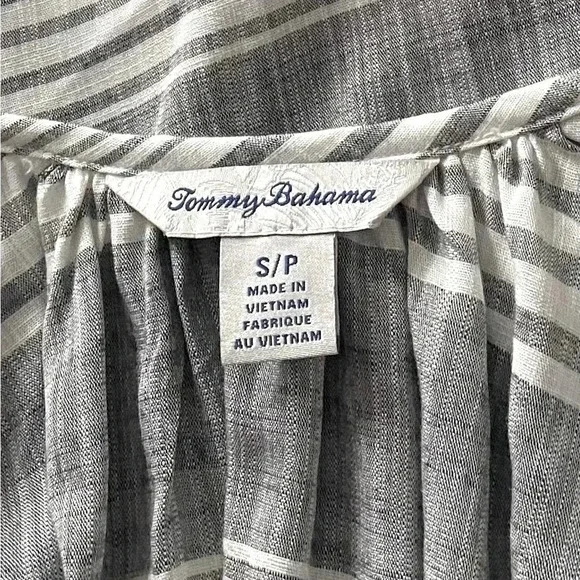 Tommy Bahama
S/P
MADE IN
VIETNAM
FABRIQUE
AU VIETNAM